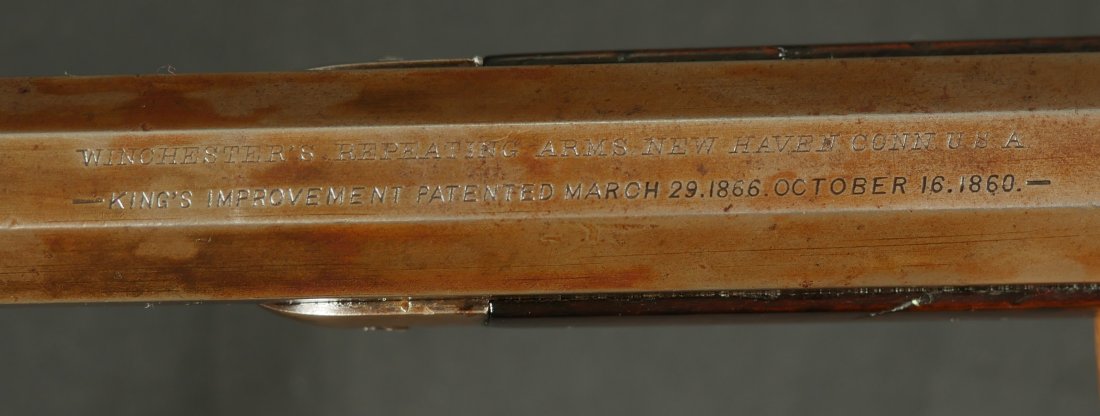 WINCHESTER'S. REPEATING ARMS. NEW HAVEN. CONN. U.S.A.
— KING'S IMPROVEMENT PATENTED MARCH 29.1866. OCTOBER 16.1860. —